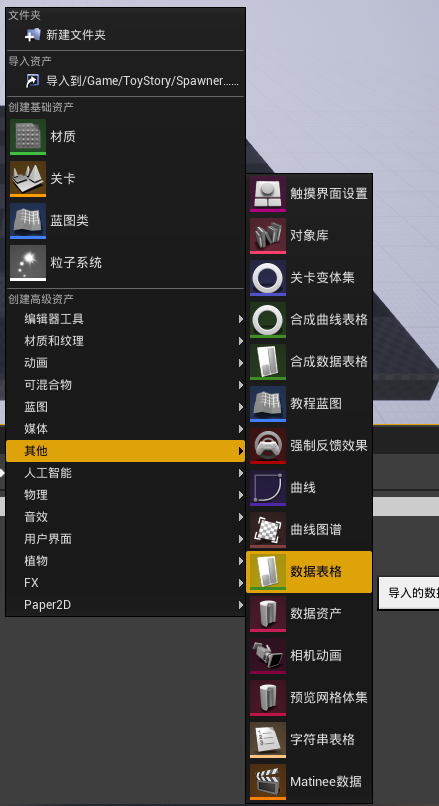 文件夹
新建文件夹
导入资产
导入到/Game/ToyStory/Spawner......
创建基础资产
材质
关卡
蓝图类
粒子系统
创建高级资产
编辑器工具
材质和纹理
动画
可混合物
蓝图
媒体
其他
人工智能
物理
音效
用户界面
植物
FX
Paper2D
触摸界面设置
对象库
关卡变体集
合成曲线表格
合成数据表格
教程蓝图
强制反馈效果
曲线
曲线图谱
数据表格
数据资产
相机动画
预览网格体集
字符串表格
Matinee数据
导入的数